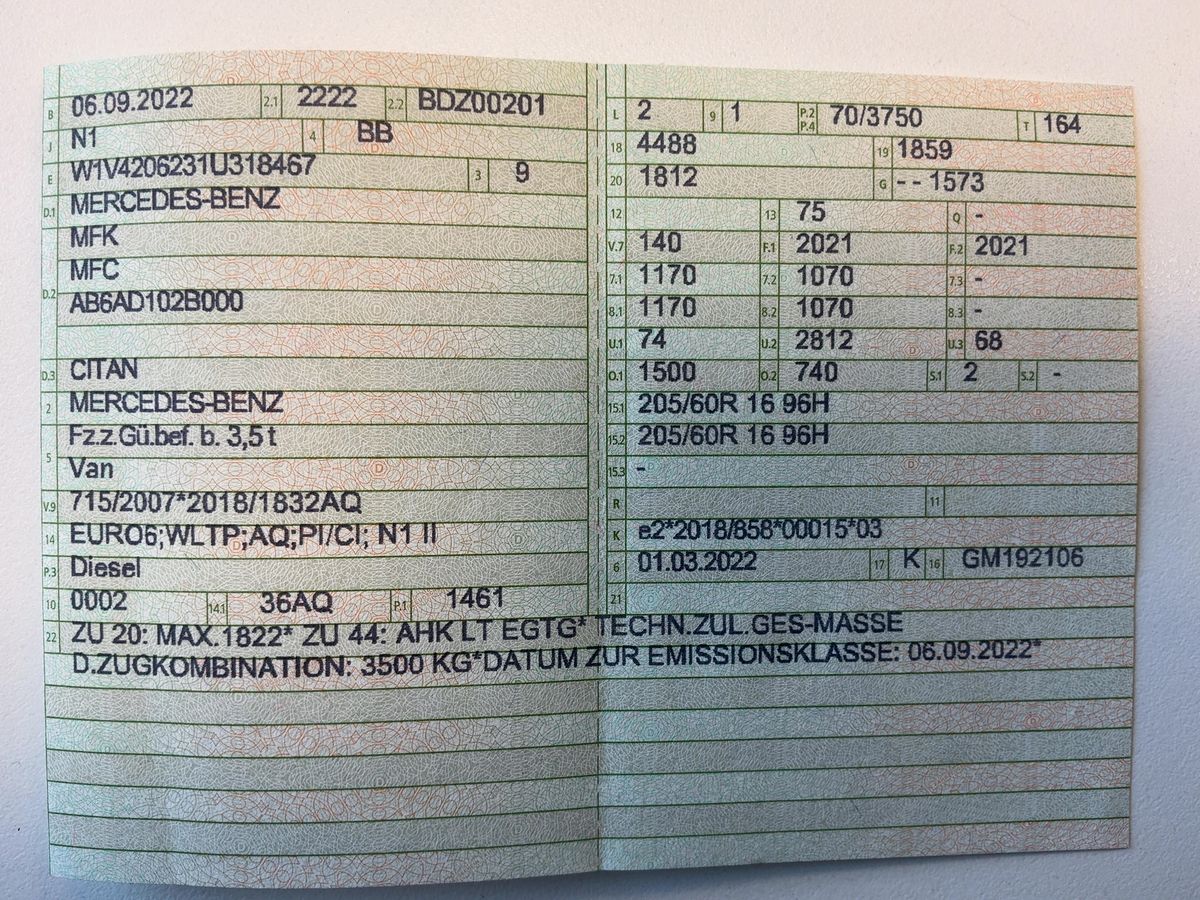 B 06.09.2022 2.1 2222 2.2 BDZ00201
J N1 4 BB
E W1V4206231U318467 3 9
D.1 MERCEDES-BENZ
MFK
D.2 MFC
AB6AD102B000
D.3 CITAN
2 MERCEDES-BENZ
5 Fz.z.Gü.bef. b. 3,5 t
Van
V.9 715/2007*2018/1832AQ
14 EURO6;WLTP;AQ;PI/CI; N1 II
P.3 Diesel
10 0002 14.1 36AQ P.1 1461
L 2 9 1 P.2 P.4 70/3750 T 164
18 4488 19 1859
20 1812 G - - 1573
12 13 75 Q -
V.7 140 F.1 2021 F.2 2021
7.1 1170 7.2 1070 7.3 -
8.1 1170 8.2 1070 8.3 -
U.1 74 U.2 2812 U.3 68
O.1 1500 O.2 740 S.1 2 S.2 -
15.1 205/60R 16 96H
15.2 205/60R 16 96H
15.3 -
R 11
K e2*2018/858*00015*03
6 01.03.2022 17 K 16 GM192106
21
22 ZU 20: MAX.1822* ZU 44: AHK LT EGTG* TECHN.ZUL.GES-MASSE
D.ZUGKOMBINATION: 3500 KG*DATUM ZUR EMISSIONSKLASSE: 06.09.2022*